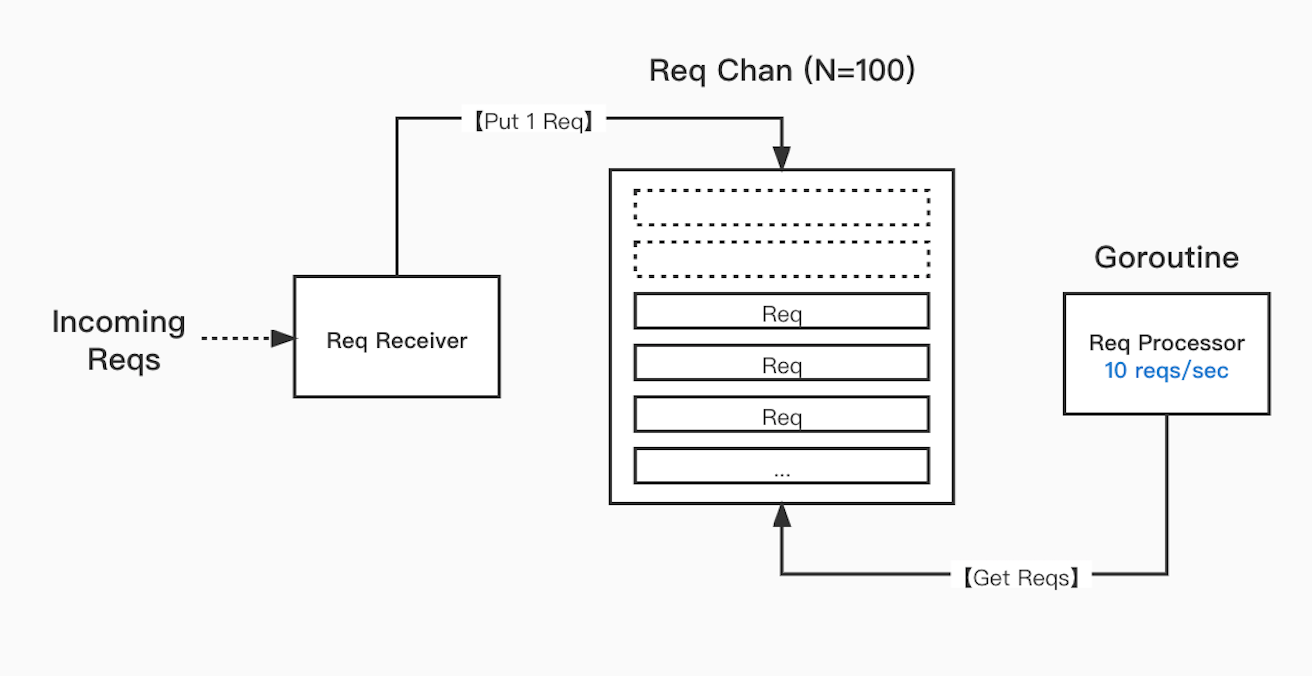 Req Chan (N=100)
【Put 1 Req】
Incoming
Reqs
Req Receiver
Req
Req
Req
...
Goroutine
Req Processor
10 reqs/sec
【Get Reqs】